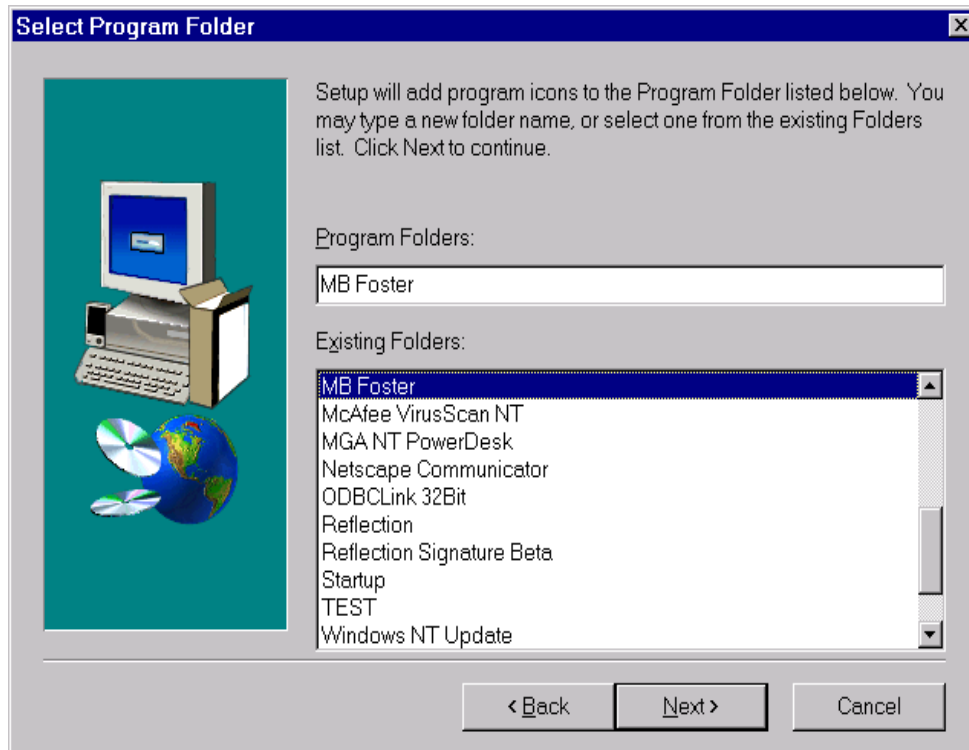 Select Program Folder
Setup will add program icons to the Program Folder listed below. You
may type a new folder name, or select one from the existing Folders
list. Click Next to continue.
Program Folders:
MB Foster
Existing Folders:
MB Foster
McAfee VirusScan NT
MGA NT PowerDesk
Netscape Communicator
ODBCLink 32Bit
Reflection
Reflection Signature Beta
Startup
TEST
Windows NT Update
< Back
Next >
Cancel